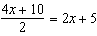 (4x + 10)/2 = 2x + 5